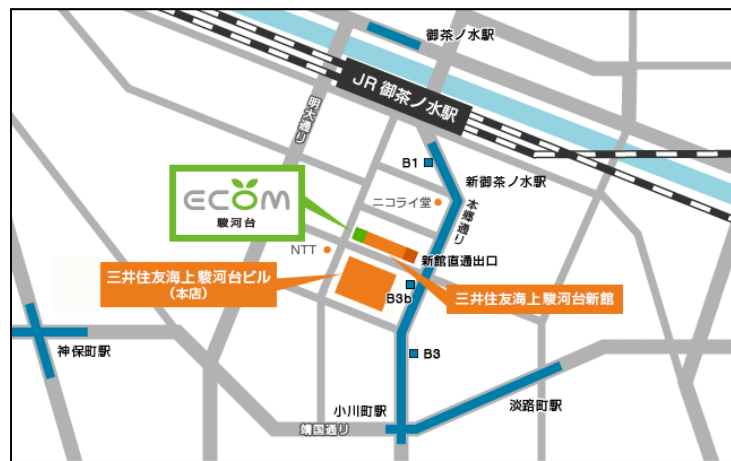 御茶ノ水駅
JR 御茶ノ水駅
明大通り
B1
新御茶ノ水駅
ecom
駿河台
ニコライ堂
本郷通り
NTT
新館直通出口
三井住友海上 駿河台ビル
（本店）
B3b
三井住友海上 駿河台新館
神保町駅
B3
小川町駅
淡路町駅
靖国通り